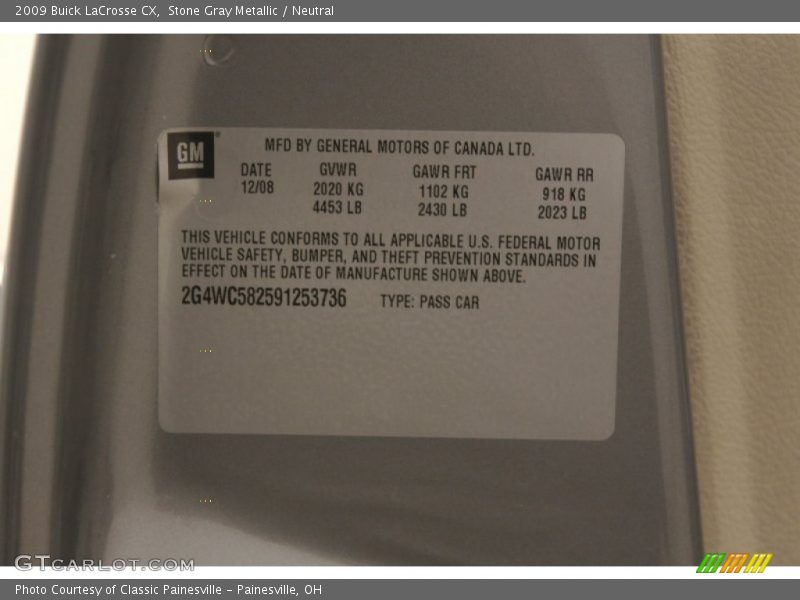 2009 Buick LaCrosse CX,  Stone Gray Metallic / Neutral
GM
MFD BY GENERAL MOTORS OF CANADA LTD.
DATE GVWR GAWR FRT GAWR RR
12/08 2020 KG 1102 KG 918 KG
4453 LB 2430 LB 2023 LB
THIS VEHICLE CONFORMS TO ALL APPLICABLE U.S. FEDERAL MOTOR
VEHICLE SAFETY, BUMPER, AND THEFT PREVENTION STANDARDS IN
EFFECT ON THE DATE OF MANUFACTURE SHOWN ABOVE.
2G4WC582591253736 TYPE: PASS CAR
GTCARLOT.COM
Photo Courtesy of Classic Painesville - Painesville, OH